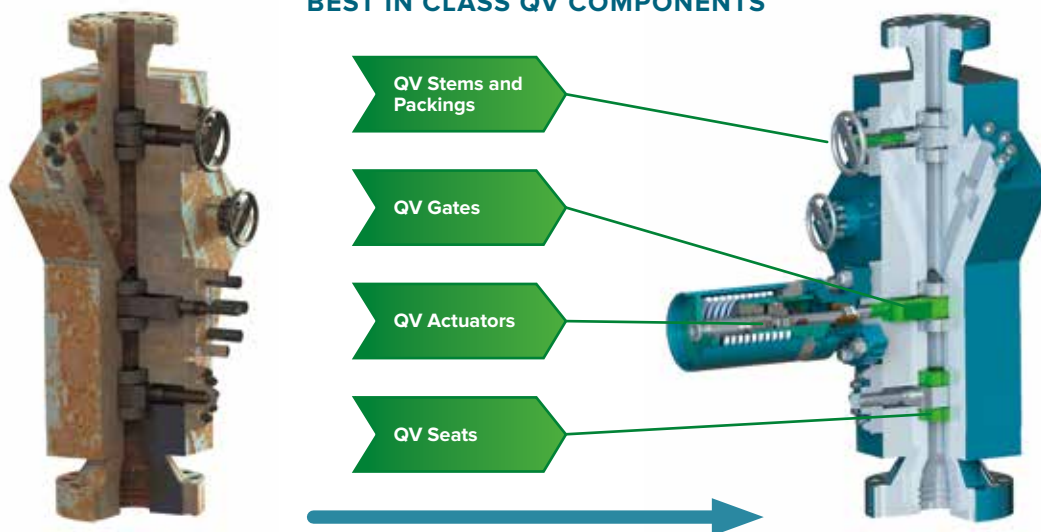 BEST IN CLASS QV COMPONENTS
QV Stems and
Packings
QV Gates
QV Actuators
QV Seats